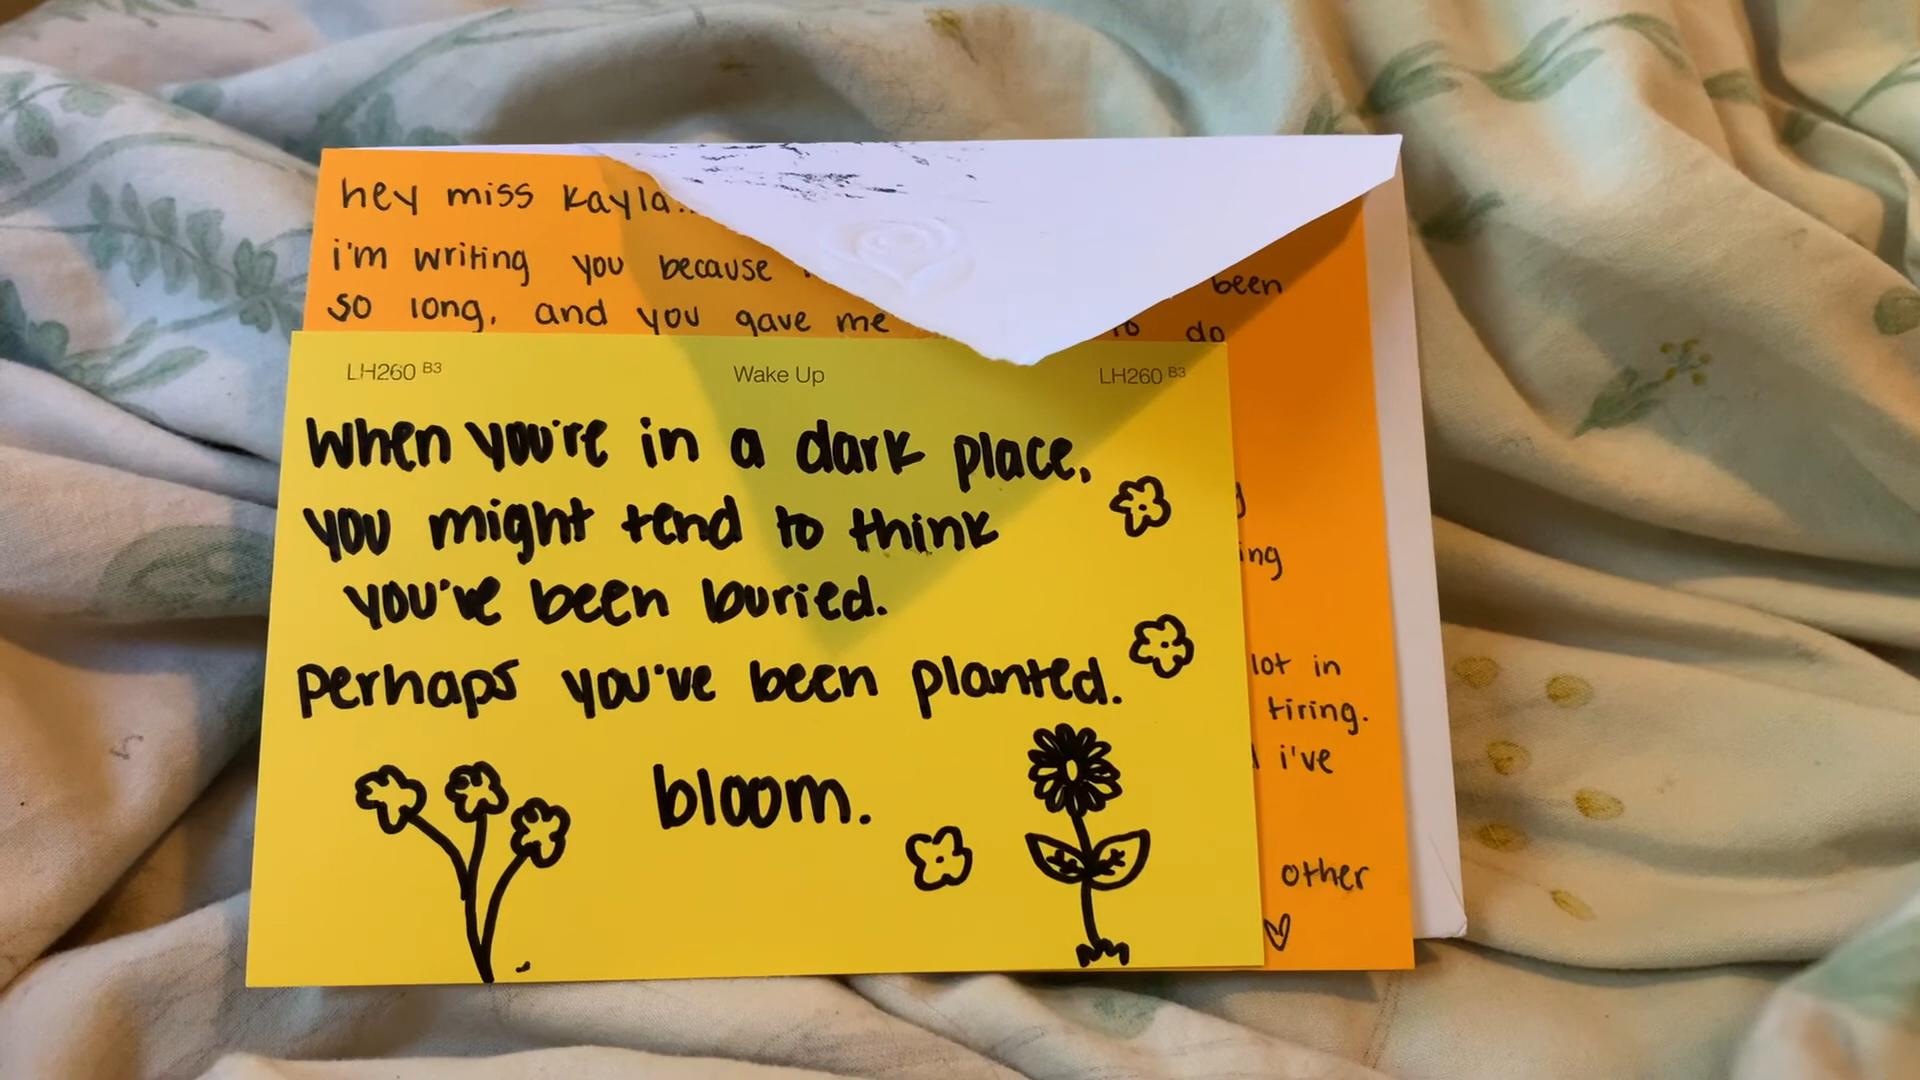 hey miss kayla..
i'm writing you because
been
so long, and you gave me
to do
LH260 B3 Wake Up LH260 B3
When you're in a dark place,
you might tend to think
you've been buried.
perhaps you've been planted.
bloom.
lot in
tiring.
i've
other